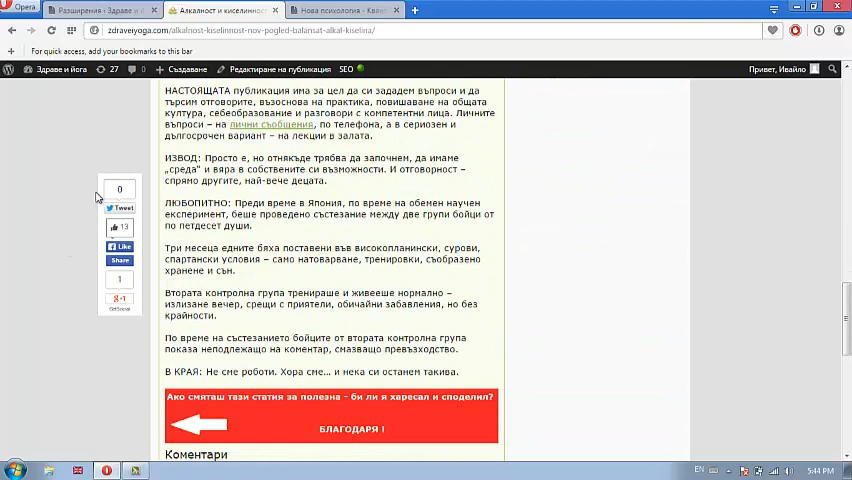 Opera
Разширения ‹ Здраве и й
Алкалност и киселинност
Нова психология - Кван
zdraveiyoga.com/alkalnost-kiselinnost-nov-pogled-balansat-alkal-kiselina/
For quick access, add your bookmarks to this bar
Здраве и йога 27 0 Създаване Редактиране на публикация SEO Привет, Ивайло
НАСТОЯЩАТА публикация има за цел да си зададем въпроси и да
търсим отговорите, възоснова на практика, повишаване на общата
култура, себеобразование и разговори с компетентни лица. Личните
въпроси – на лични съобщения, по телефона, а в сериозен и
дългосрочен вариант – на лекции в залата.
ИЗВОД: Просто е, но отнякъде трябва да започнем, да имаме
„среда“ и вяра в собствените си възможности. И отговорност –
спрямо другите, най-вече децата.
ЛЮБОПИТНО: Преди време в Япония, по време на обемен научен
експеримент, беше проведено състезание между две групи бойци от
по петдесет души.
Три месеца едните бяха поставени във високопланински, сурови,
спартански условия – само натоварване, тренировки, съобразено
хранене и сън.
Втората контролна група тренираше и живееше нормално –
излизане вечер, срещи с приятели, обичайни забавления, но без
крайности.
По време на състезанието бойците от втората контролна група
показа неподлежащо на коментар, смазващо превъзходство.
В КРАЯ: Не сме роботи. Хора сме... и нека си останем такива.
0
Tweet
13
Like
Share
1
g+1
GetSocial
Ако смяташ тази статия за полезна - би ли я харесал и споделил?
БЛАГОДАРЯ !
Коментари
EN
5:44 PM